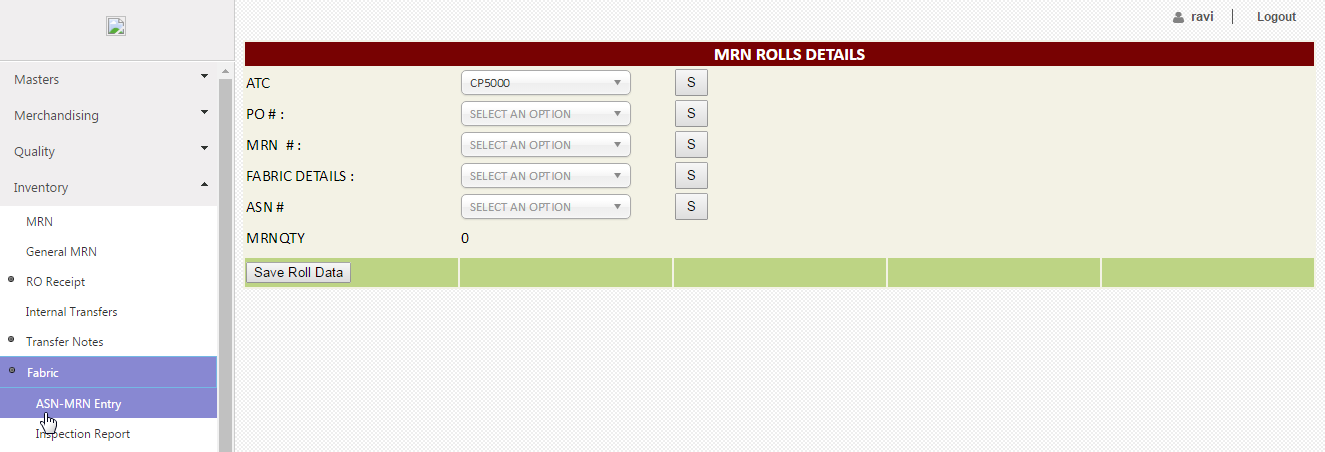 ravi
Logout
Masters
Merchandising
Quality
Inventory
MRN
General MRN
RO Receipt
Internal Transfers
Transfer Notes
Fabric
ASN-MRN Entry
Inspection Report
MRN ROLLS DETAILS
ATC CP5000 S
PO # : SELECT AN OPTION S
MRN # : SELECT AN OPTION S
FABRIC DETAILS : SELECT AN OPTION S
ASN # SELECT AN OPTION S
MRNQTY 0
Save Roll Data